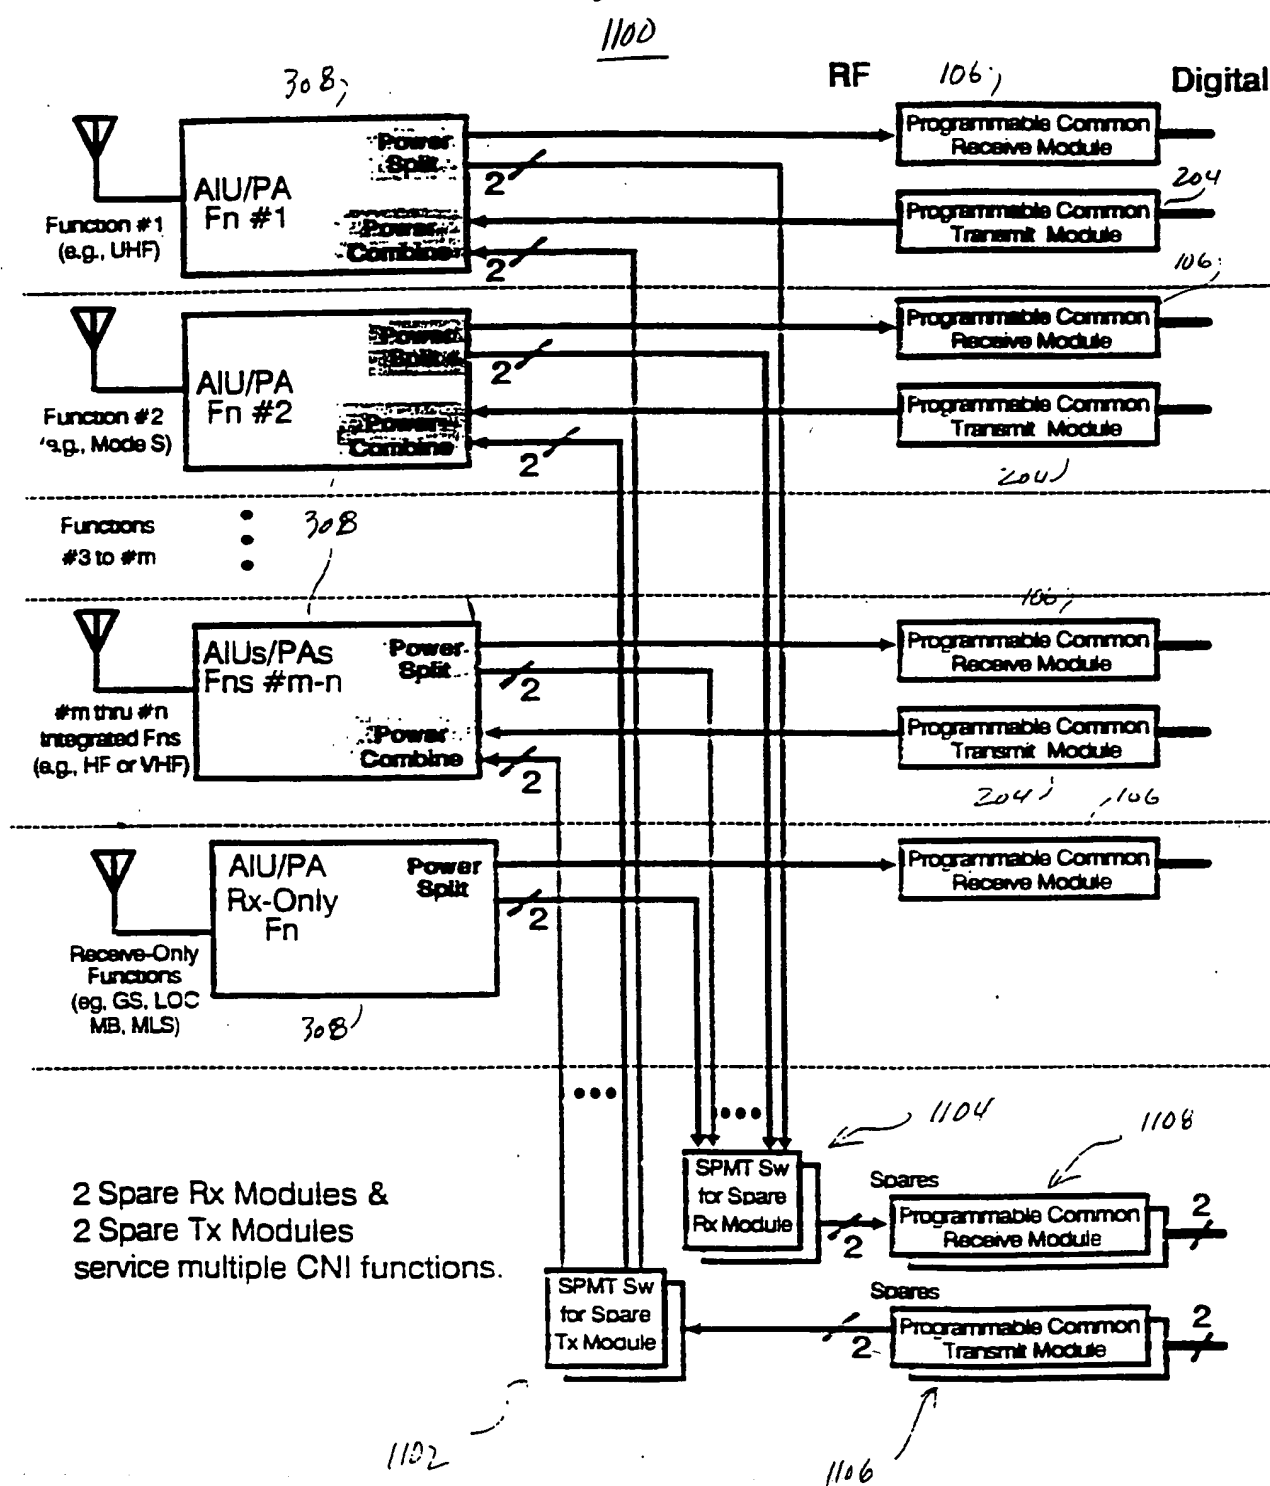 1100
308
RF
106
Digital
Power
Split
Programmable Common
Receive Module
2
AIU/PA
Fn #1
204
Function #1
(e.g., UHF)
Power
Combine
2
Programmable Common
Transmit Module
106
Power
Split
Programmable Common
Receive Module
2
AIU/PA
Fn #2
Function #2
e.g., Mode S)
Power
Combine
2
Programmable Common
Transmit Module
204
Functions
#3 to #m
308
106
AIUs/PAs
Fns #m-n
Power
Split
2
Programmable Common
Receive Module
#m thru #n
Integrated Fns
(e.g., HF or VHF)
Power
Combine
2
Programmable Common
Transmit Module
204
106
AIU/PA
Rx-Only
Fn
Power
Split
2
Programmable Common
Receive Module
Receive-Only
Functions
(eg, GS, LOC
MB, MLS)
308
1104
1108
2 Spare Rx Modules &
2 Spare Tx Modules
service multiple CNI functions.
SPMT Sw
for Spare
Rx Module
2
Spares
Programmable Common
Receive Module
2
SPMT Sw
for Spare
Tx Module
2
Spares
Programmable Common
Transmit Module
2
1102
1106